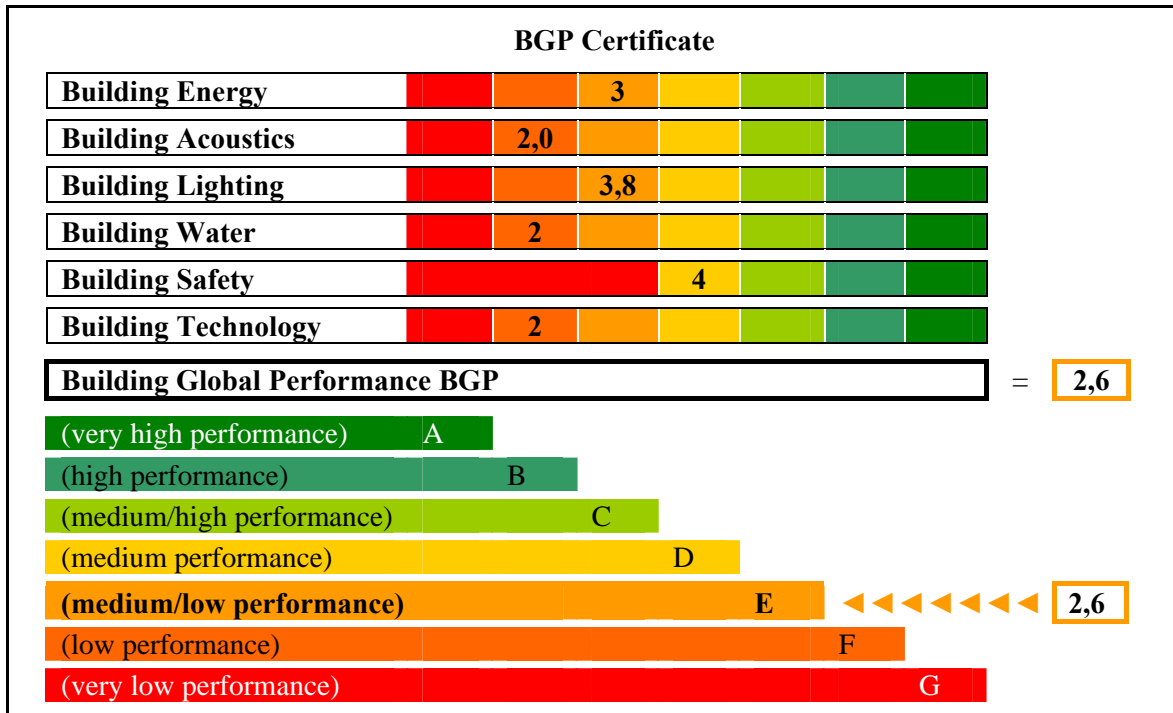 BGP Certificate
Building Energy 3
Building Acoustics 2,0
Building Lighting 3,8
Building Water 2
Building Safety 4
Building Technology 2
Building Global Performance BGP = 2,6
(very high performance) A
(high performance) B
(medium/high performance) C
(medium performance) D
(medium/low performance) E 2,6
(low performance) F
(very low performance) G